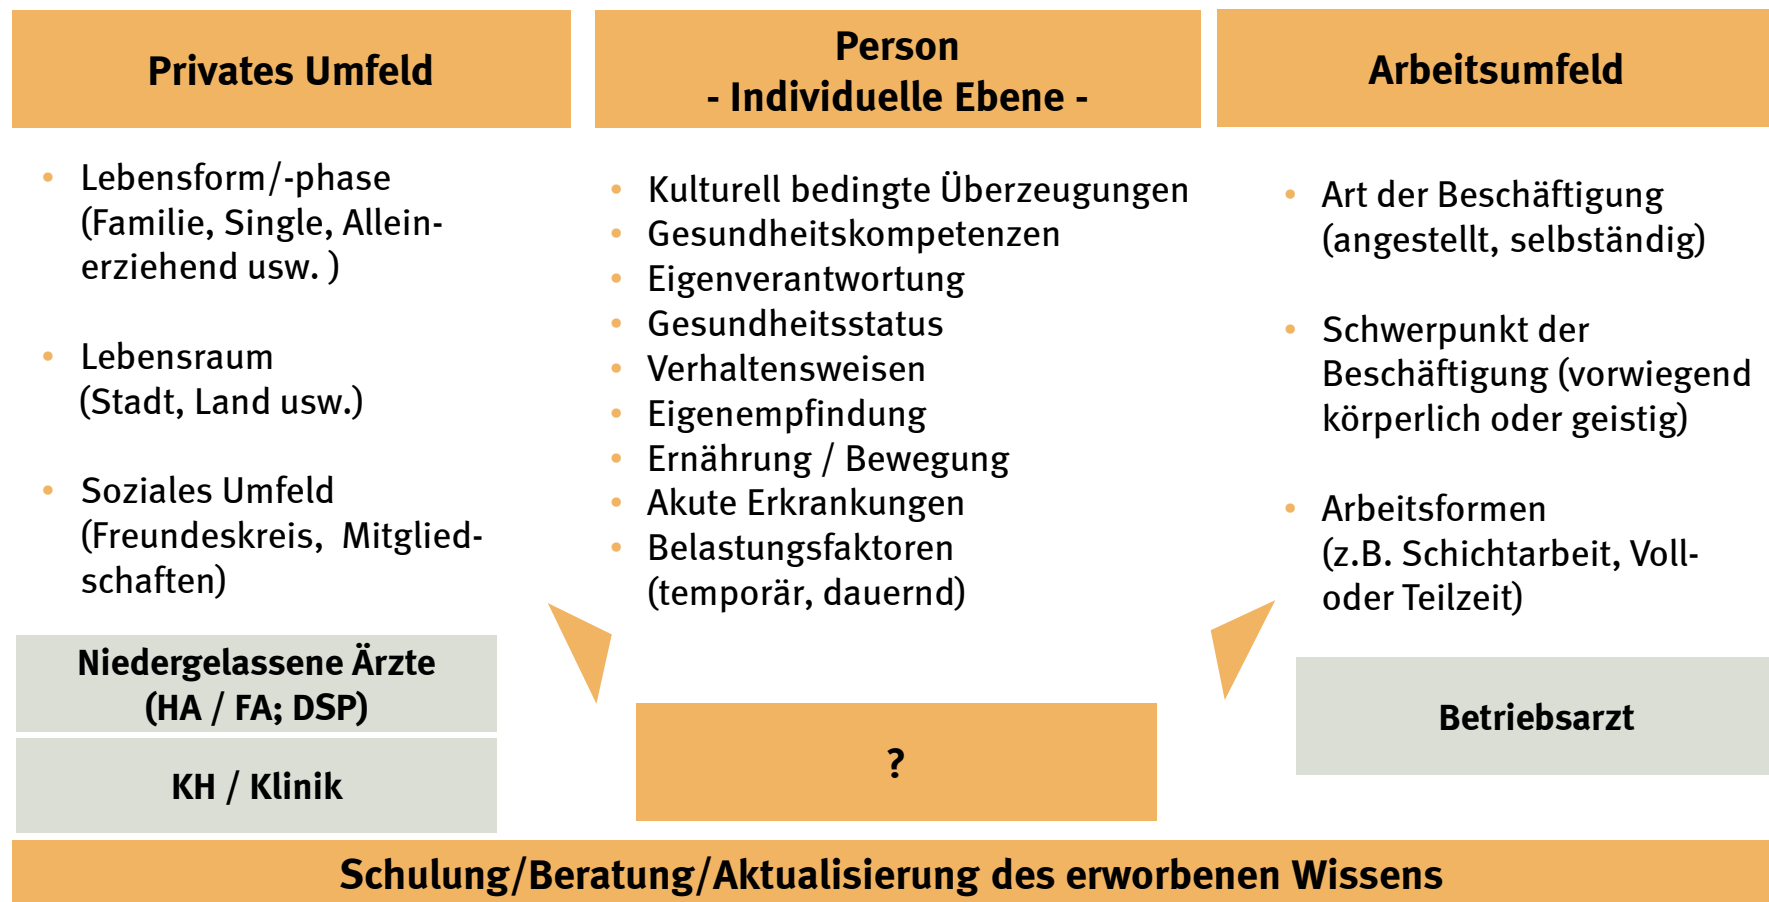 Privates Umfeld
Person
- Individuelle Ebene -
Arbeitsumfeld
• Lebensform/-phase
(Familie, Single, Allein-
erziehend usw. )
• Lebensraum
(Stadt, Land usw.)
• Soziales Umfeld
(Freundeskreis, Mitglied-
schaften)
• Kulturell bedingte Überzeugungen
• Gesundheitskompetenzen
• Eigenverantwortung
• Gesundheitsstatus
• Verhaltensweisen
• Eigenempfindung
• Ernährung / Bewegung
• Akute Erkrankungen
• Belastungsfaktoren
(temporär, dauernd)
• Art der Beschäftigung
(angestellt, selbständig)
• Schwerpunkt der
Beschäftigung (vorwiegend
körperlich oder geistig)
• Arbeitsformen
(z.B. Schichtarbeit, Voll-
oder Teilzeit)
Niedergelassene Ärzte
(HA / FA; DSP)
KH / Klinik
?
Betriebsarzt
Schulung/Beratung/Aktualisierung des erworbenen Wissens